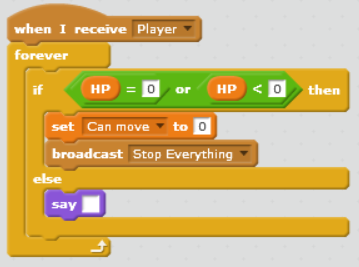 when I receive Player
forever
if HP = 0 or HP < 0 then
set Can move to 0
broadcast Stop Everything
else
say